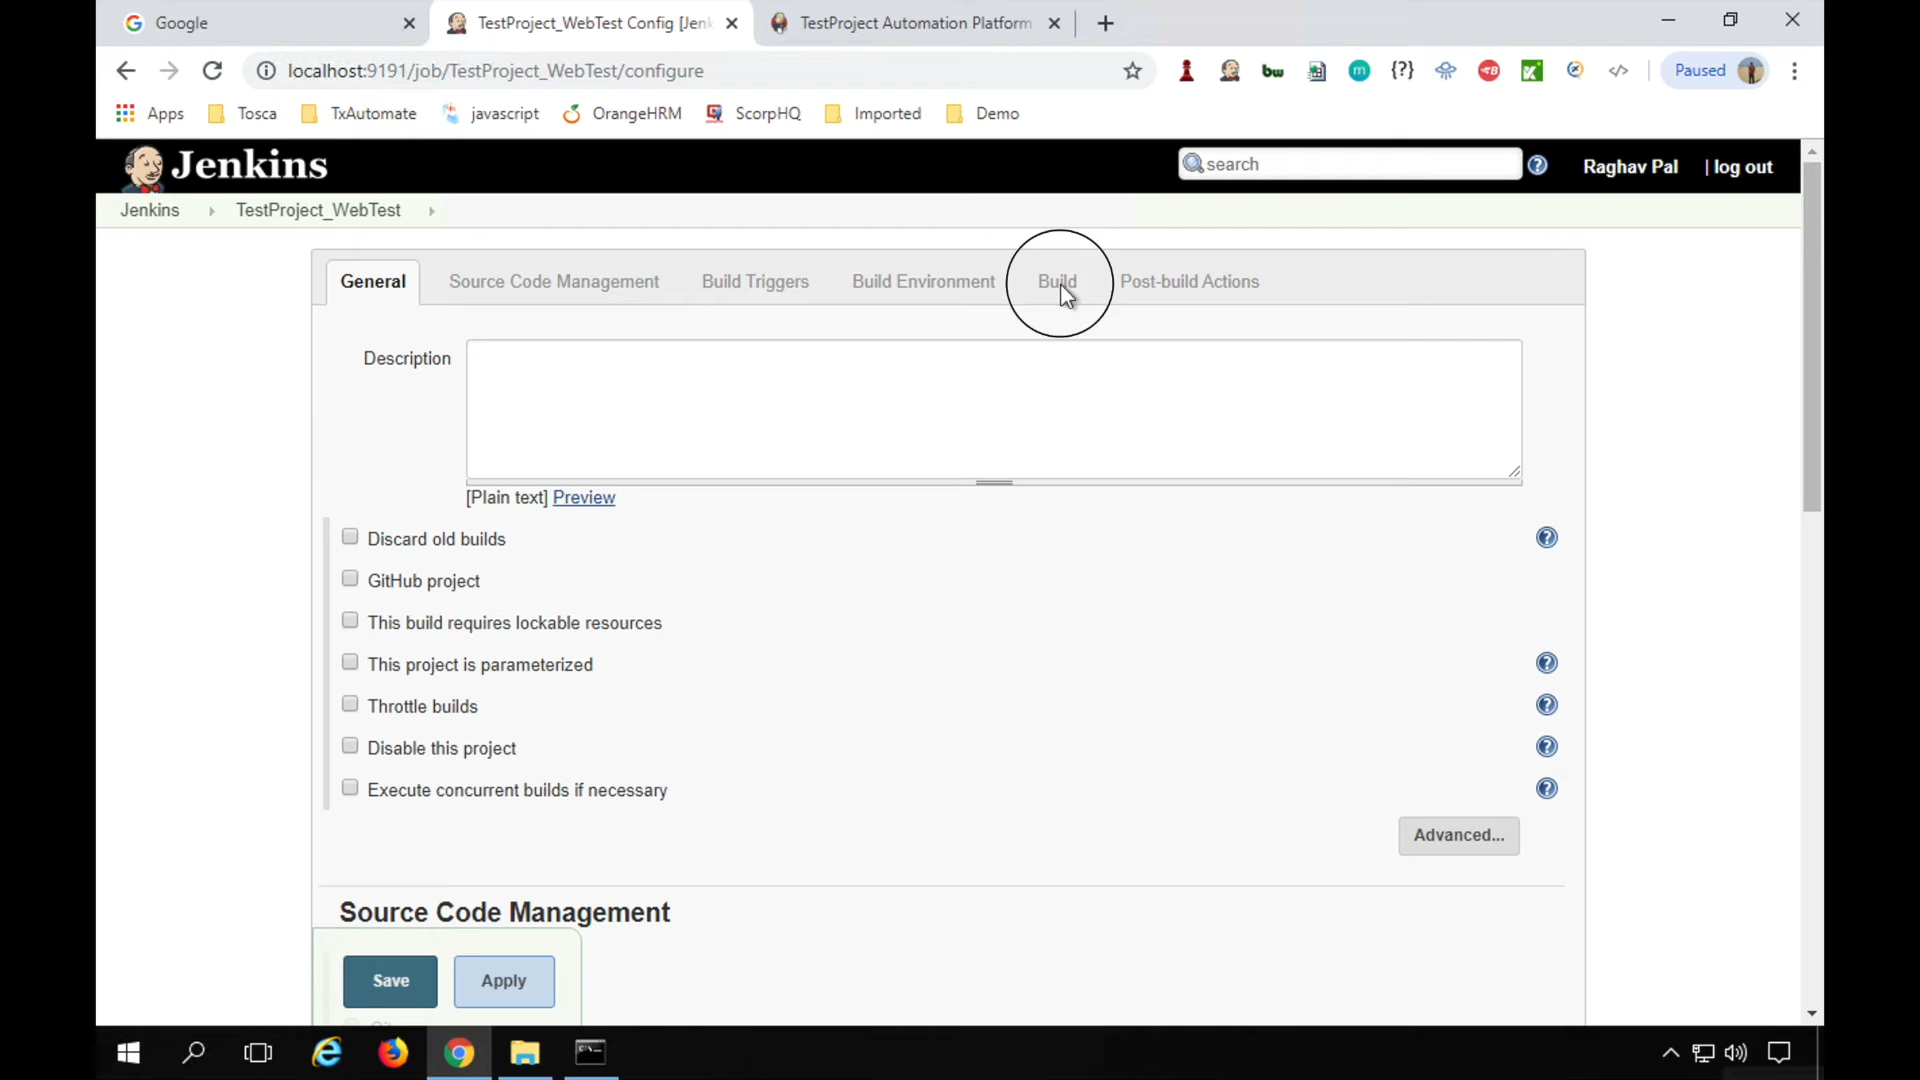 Google
TestProject_WebTest Config [Jenk
TestProject Automation Platform
localhost:9191/job/TestProject_WebTest/configure
Paused
Apps
Tosca
TxAutomate
javascript
OrangeHRM
ScorpHQ
Imported
Demo
Jenkins
search
Raghav Pal
| log out
Jenkins
TestProject_WebTest
General
Source Code Management
Build Triggers
Build Environment
Build
Post-build Actions
Description
[Plain text] Preview
Discard old builds
GitHub project
This build requires lockable resources
This project is parameterized
Throttle builds
Disable this project
Execute concurrent builds if necessary
Advanced...
Source Code Management
Save
Apply